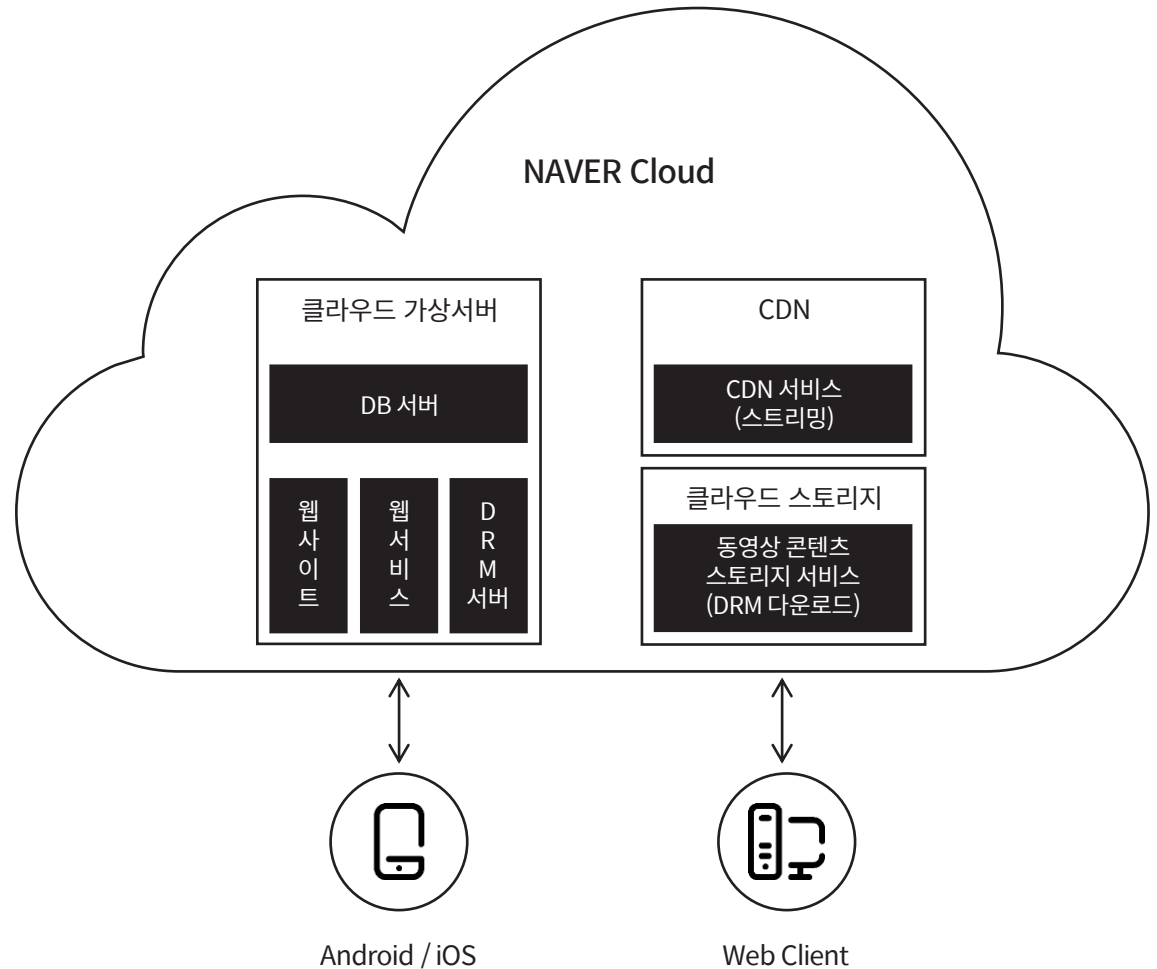 NAVER Cloud
클라우드 가상서버
DB 서버
웹사이트
웹서비스
DRM서버
CDN
CDN 서비스
(스트리밍)
클라우드 스토리지
동영상 콘텐츠
스토리지 서비스
(DRM 다운로드)
Android / iOS
Web Client